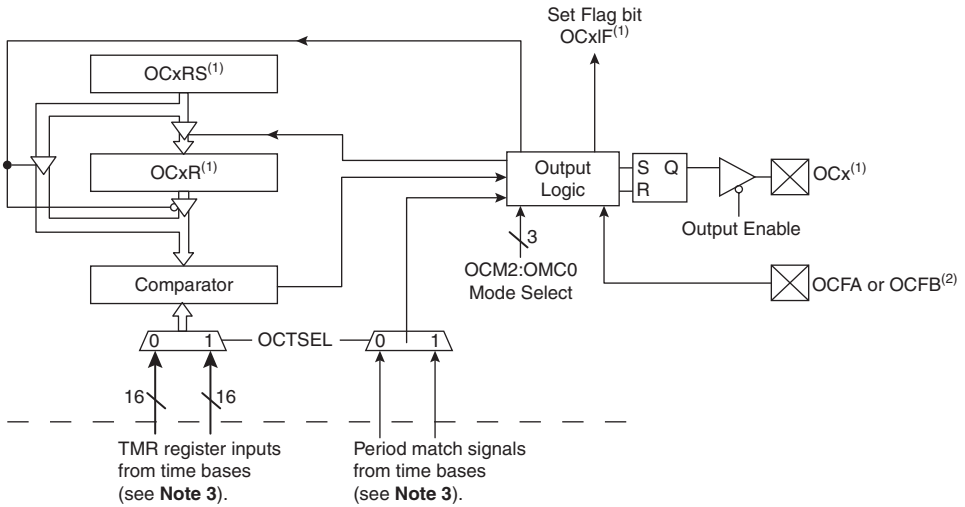 Set Flag bit
OCxIF(1)
OCxRS(1)
OCxR(1)
Output
Logic
S Q
R
OCx(1)
Output Enable
3
OCM2:OMC0
Mode Select
OCFA or OCFB(2)
Comparator
0 1
OCTSEL
0 1
16
16
TMR register inputs
from time bases
(see Note 3).
Period match signals
from time bases
(see Note 3).